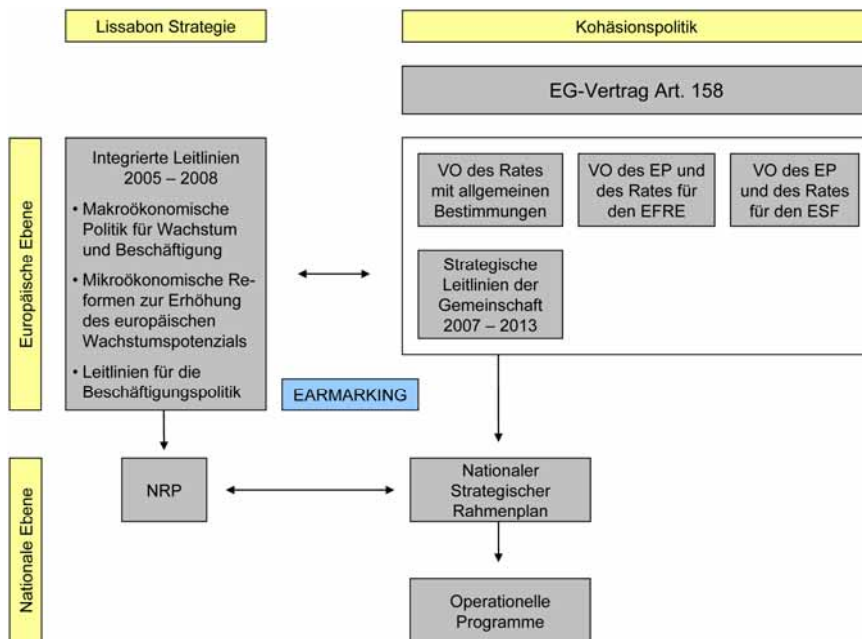 Lissabon Strategie
Kohäsionspolitik
EG-Vertrag Art. 158
Europäische Ebene
Integrierte Leitlinien
2005 – 2008
• Makroökonomische
Politik für Wachstum
und Beschäftigung
• Mikroökonomische Re-
formen zur Erhöhung
des europäischen
Wachstumspotenzials
• Leitlinien für die
Beschäftigungspolitik
VO des Rates
mit allgemeinen
Bestimmungen
VO des EP und
des Rates für
den EFRE
VO des EP
und des Rates
für den ESF
Strategische
Leitlinien der
Gemeinschaft
2007 – 2013
EARMARKING
Nationale Ebene
NRP
Nationaler
Strategischer
Rahmenplan
Operationelle
Programme